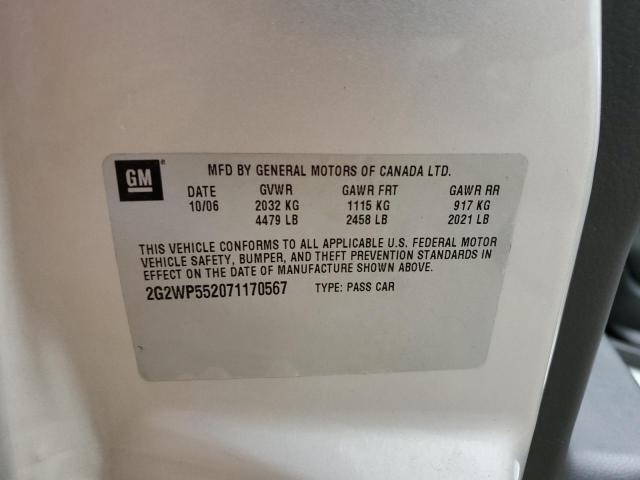 GM ® MFD BY GENERAL MOTORS OF CANADA LTD.
DATE GVWR GAWR FRT GAWR RR
10/06 2032 KG 1115 KG 917 KG
4479 LB 2458 LB 2021 LB
THIS VEHICLE CONFORMS TO ALL APPLICABLE U.S. FEDERAL MOTOR
VEHICLE SAFETY, BUMPER, AND THEFT PREVENTION STANDARDS IN
EFFECT ON THE DATE OF MANUFACTURE SHOWN ABOVE.
2G2WP552071170567 TYPE: PASS CAR